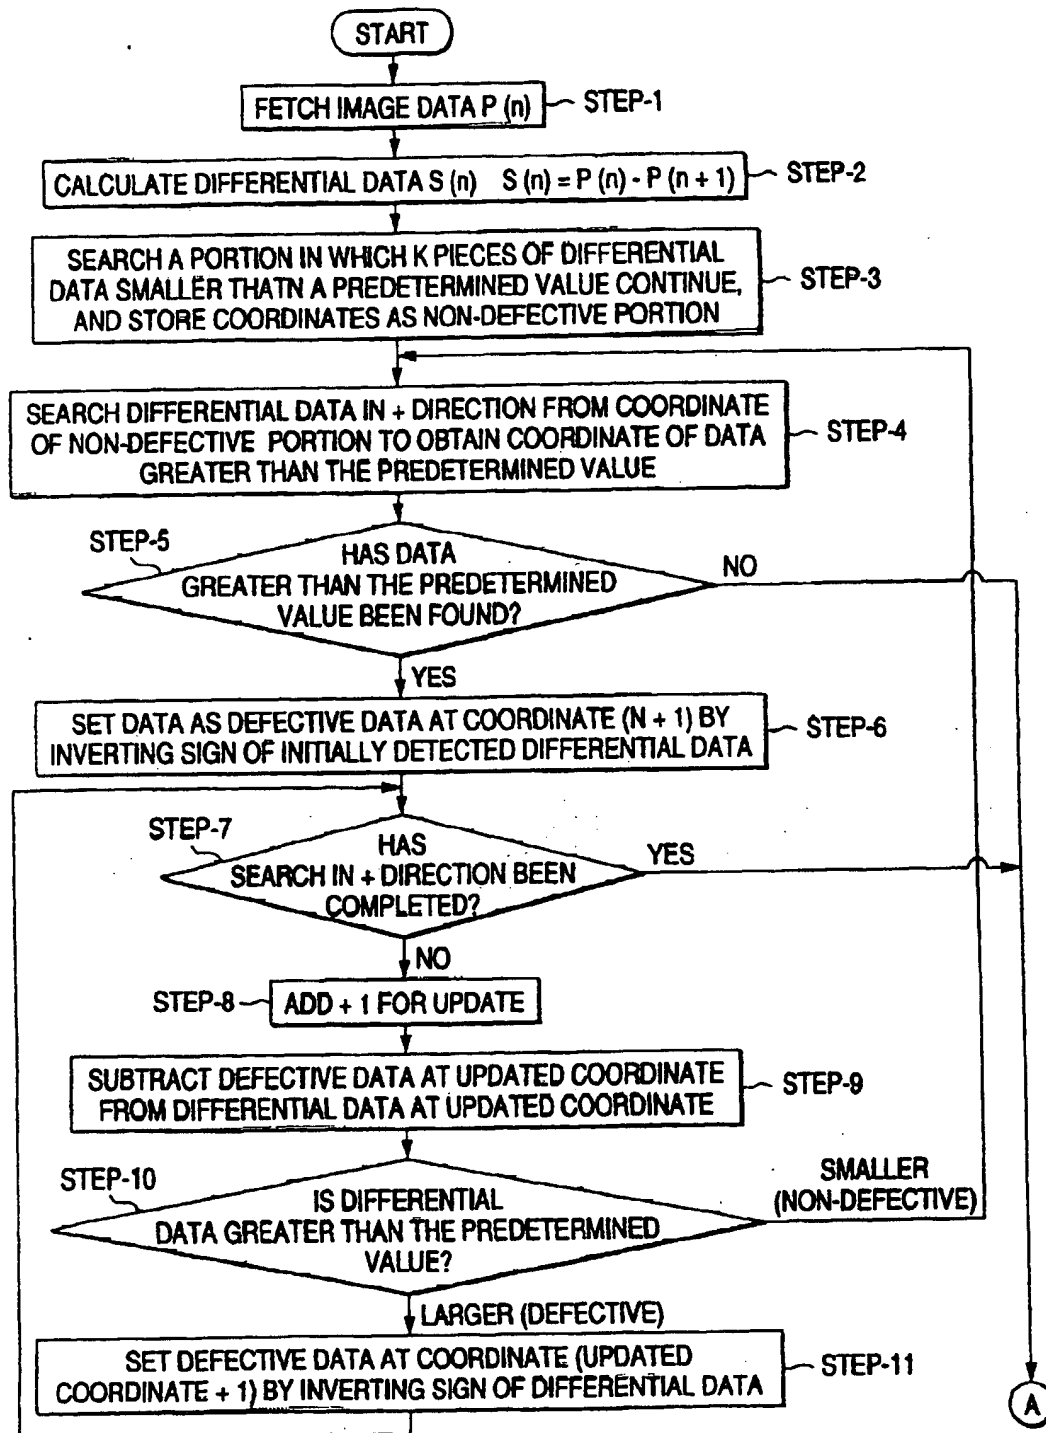 START
FETCH IMAGE DATA P (n)
STEP-1
CALCULATE DIFFERENTIAL DATA S (n) S (n) = P (n) - P (n + 1)
STEP-2
SEARCH A PORTION IN WHICH K PIECES OF DIFFERENTIAL
DATA SMALLER THATN A PREDETERMINED VALUE CONTINUE,
AND STORE COORDINATES AS NON-DEFECTIVE PORTION
STEP-3
SEARCH DIFFERENTIAL DATA IN + DIRECTION FROM COORDINATE
OF NON-DEFECTIVE PORTION TO OBTAIN COORDINATE OF DATA
GREATER THAN THE PREDETERMINED VALUE
STEP-4
STEP-5
HAS DATA
GREATER THAN THE PREDETERMINED
VALUE BEEN FOUND?
NO
YES
SET DATA AS DEFECTIVE DATA AT COORDINATE (N + 1) BY
INVERTING SIGN OF INITIALLY DETECTED DIFFERENTIAL DATA
STEP-6
STEP-7
HAS
SEARCH IN + DIRECTION BEEN
COMPLETED?
YES
NO
STEP-8
ADD + 1 FOR UPDATE
SUBTRACT DEFECTIVE DATA AT UPDATED COORDINATE
FROM DIFFERENTIAL DATA AT UPDATED COORDINATE
STEP-9
STEP-10
IS DIFFERENTIAL
DATA GREATER THAN THE PREDETERMINED
VALUE?
SMALLER
(NON-DEFECTIVE)
LARGER (DEFECTIVE)
SET DEFECTIVE DATA AT COORDINATE (UPDATED
COORDINATE + 1) BY INVERTING SIGN OF DIFFERENTIAL DATA
STEP-11
A